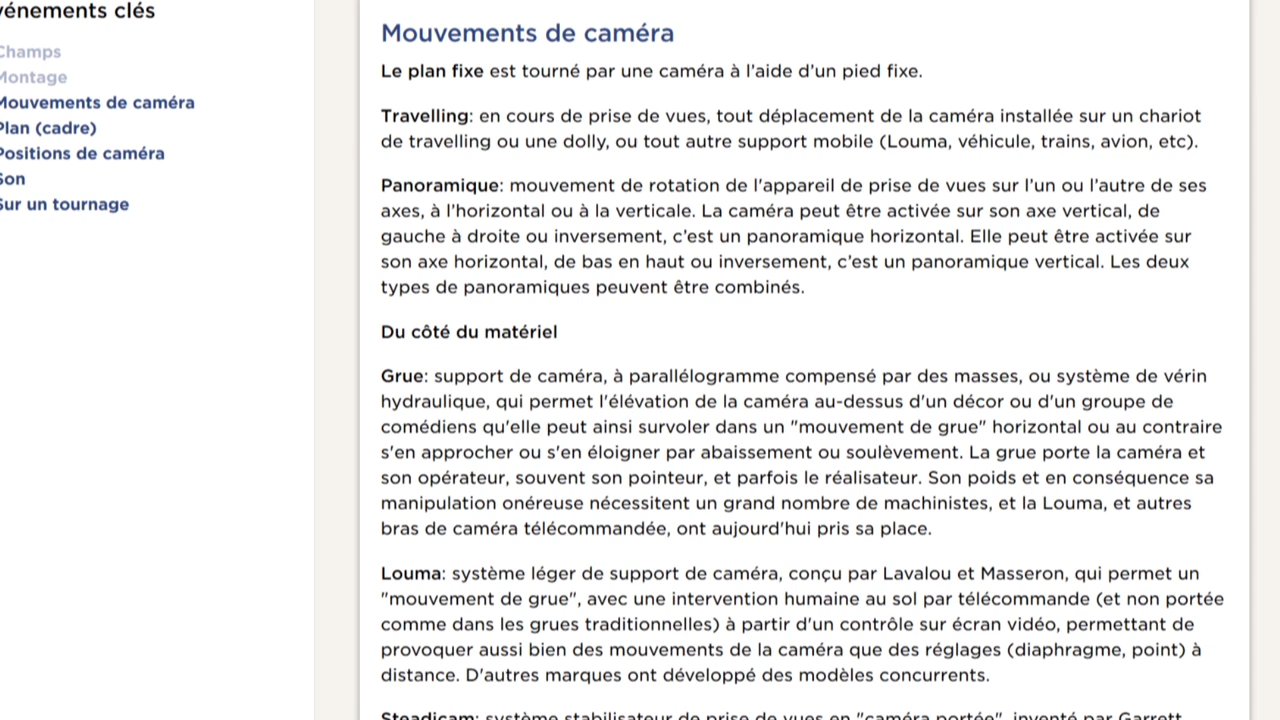 vénements clés
Champs
Montage
Mouvements de caméra
Plan (cadre)
Positions de caméra
Son
Sur un tournage
Mouvements de caméra
Le plan fixe est tourné par une caméra à l’aide d’un pied fixe.
Travelling: en cours de prise de vues, tout déplacement de la caméra installée sur un chariot
de travelling ou une dolly, ou tout autre support mobile (Louma, véhicule, trains, avion, etc).
Panoramique: mouvement de rotation de l'appareil de prise de vues sur l’un ou l’autre de ses
axes, à l’horizontal ou à la verticale. La caméra peut être activée sur son axe vertical, de
gauche à droite ou inversement, c’est un panoramique horizontal. Elle peut être activée sur
son axe horizontal, de bas en haut ou inversement, c’est un panoramique vertical. Les deux
types de panoramiques peuvent être combinés.
Du côté du matériel
Grue: support de caméra, à parallélogramme compensé par des masses, ou système de vérin
hydraulique, qui permet l'élévation de la caméra au-dessus d'un décor ou d'un groupe de
comédiens qu'elle peut ainsi survoler dans un "mouvement de grue" horizontal ou au contraire
s'en approcher ou s'en éloigner par abaissement ou soulèvement. La grue porte la caméra et
son opérateur, souvent son pointeur, et parfois le réalisateur. Son poids et en conséquence sa
manipulation onéreuse nécessitent un grand nombre de machinistes, et la Louma, et autres
bras de caméra télécommandée, ont aujourd'hui pris sa place.
Louma: système léger de support de caméra, conçu par Lavalou et Masseron, qui permet un
"mouvement de grue", avec une intervention humaine au sol par télécommande (et non portée
comme dans les grues traditionnelles) à partir d'un contrôle sur écran vidéo, permettant de
provoquer aussi bien des mouvements de la caméra que des réglages (diaphragme, point) à
distance. D'autres marques ont développé des modèles concurrents.
Steadicam: système stabilisateur de prise de vues en "caméra portée", inventé par Garrett